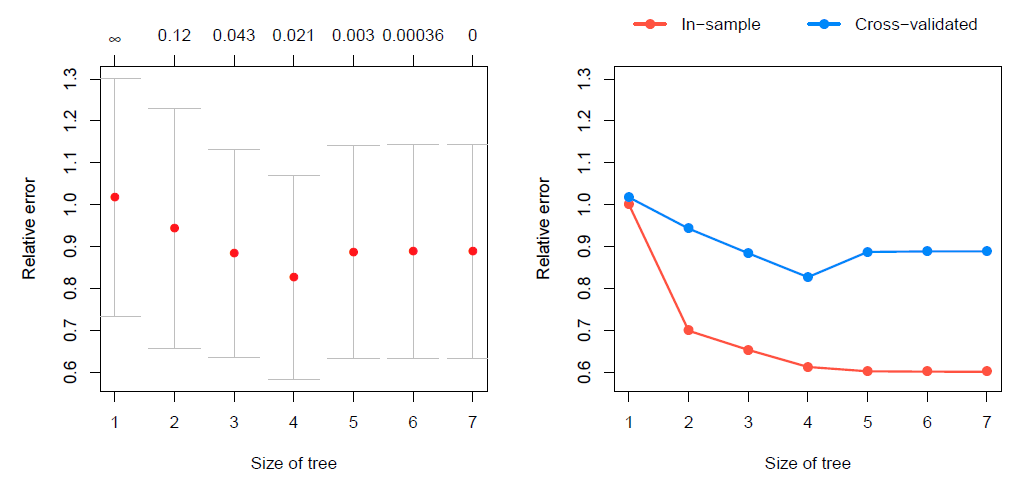 ∞ 0.12 0.043 0.021 0.003 0.00036 0
Relative error
1.3
1.2
1.1
1.0
0.9
0.8
0.7
0.6
1 2 3 4 5 6 7
Size of tree
In−sample Cross−validated
Relative error
1.3
1.2
1.1
1.0
0.9
0.8
0.7
0.6
1 2 3 4 5 6 7
Size of tree